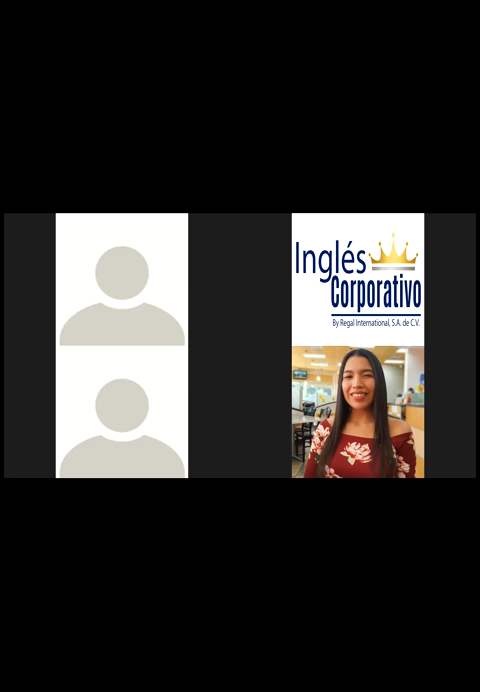 Inglés
Corporativo
By Regal International, S.A. de C.V.